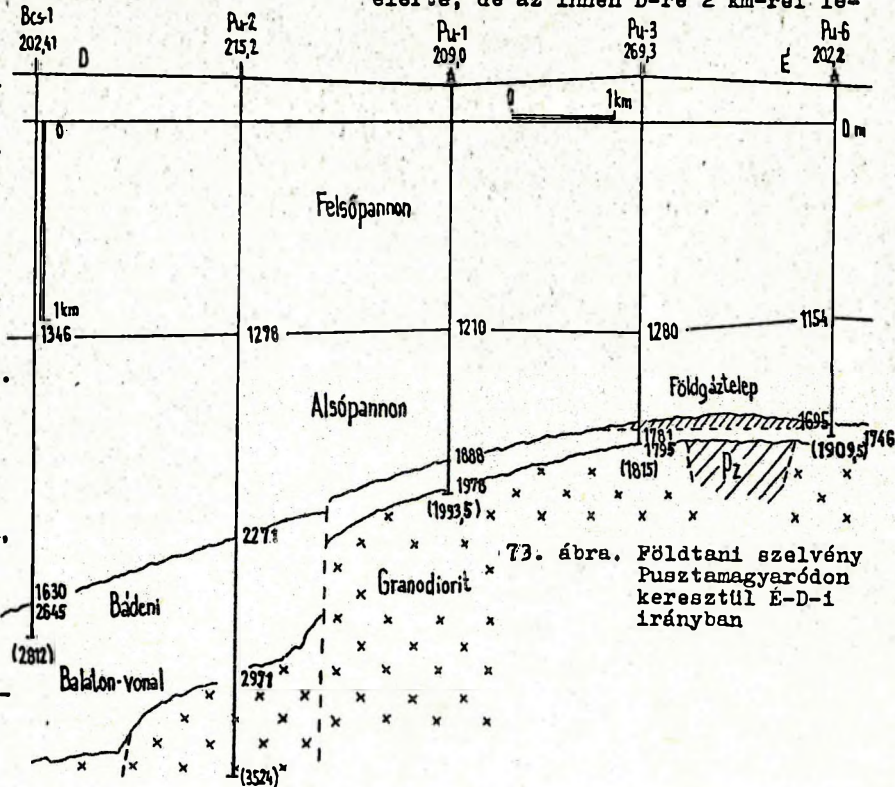 elérte, de az innen D-re 2 km-rel fe-
Bcs-1 Pu-2 Pu-1 Pu-3 Pu-6
202,41 215,2 209,0 269,3 202,2
D É
0 1km
0 0 m
Felsőpannon
1km
1346 1278 1210 1280 1154
Földgáztelep
Alsópannon
1695
1781 1746
1795 (1909,5)
1888 (1815) Pz
1978
(1993,5)
2271
73. ábra. Földtani szelvény
Pusztamagyaródon
keresztül É-D-i
irányban
Granodiorit
1630 Bádeni
2645
(2812)
Balaton-vonal 2971
(3524)